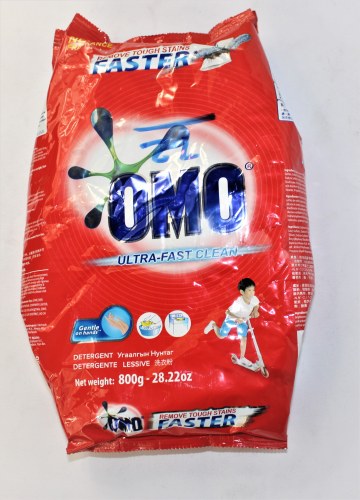 REMOVE TOUGH STAINS
FASTER
OMO®
ULTRA-FAST CLEAN
Gentle
on hands
DETERGENT Угаалгын Нунтаг
DETERGENTE LESSIVE 洗衣粉
Net weight: 800g - 28.22oz
OMO
REMOVE TOUGH STAINS
FASTER